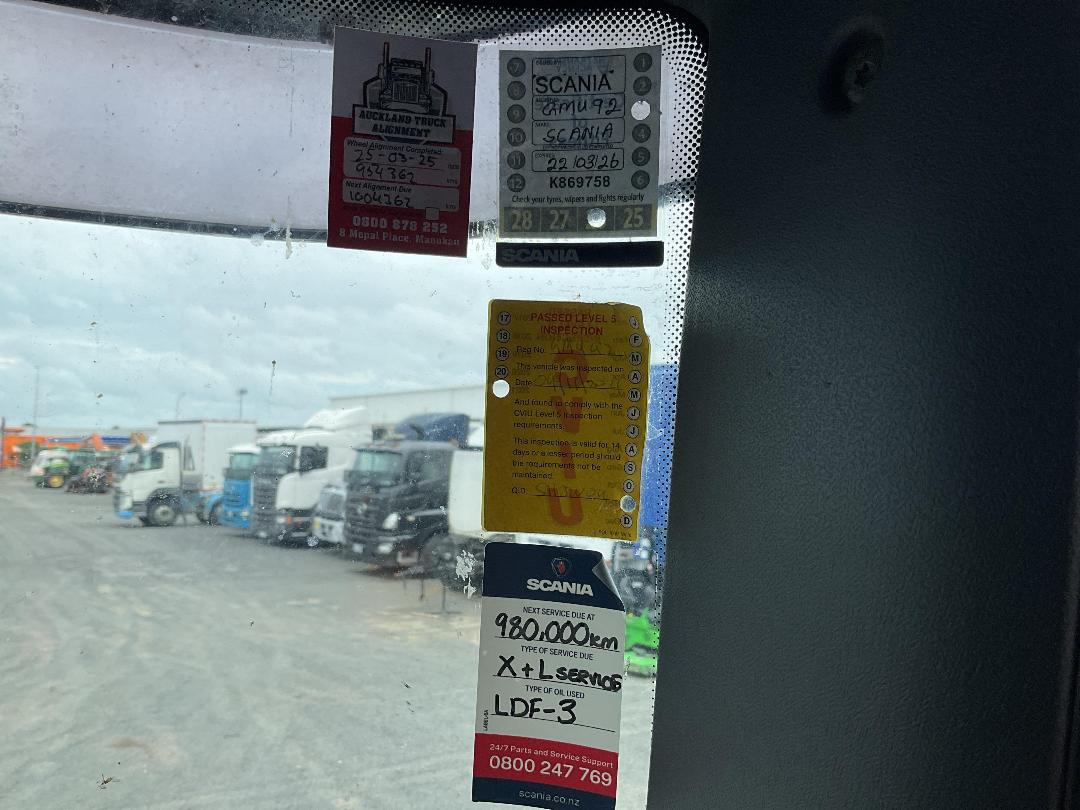 AUCKLAND TRUCK
ALIGNMENT
Wheel Alignment Completed:
25-03-25
954362 KMS
Next Alignment Due
1004362 KMS
0800 878 252
8 Mepal Place, Manukau
7 1
SCANIA
8 2
GMU92
9
10 SCANIA 4
11 EXPIRES 22/03/26 5
12 K869758 6
Check your tyres, wipers and lights regularly
28 27 25
SCANIA
17 PASSED LEVEL 5 J
INSPECTION
18 F
Reg No.
19 M
This vehicle was inspected on
20 A
Date
M
And found to comply with the
CVIU Level 5 Inspection J
requirements.
J
This inspection is valid for 14 A
days or a lesser period should
the requirements not be S
maintained.
QID O
D
CVIU
SCANIA
NEXT SERVICE DUE AT
980,000km
TYPE OF SERVICE DUE
X+L SERVICE
TYPE OF OIL USED
LDF-3
24/7 Parts and Service Support
0800 247 769
scania.co.nz